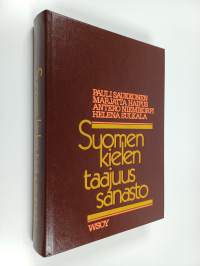 PAULI SAUKKONEN
MARJATTA HAIPUS
ANTERO NIEMIKORPI
HELENA SULKALA
Suomen
kielen
taajuus
sanasto
WSOY